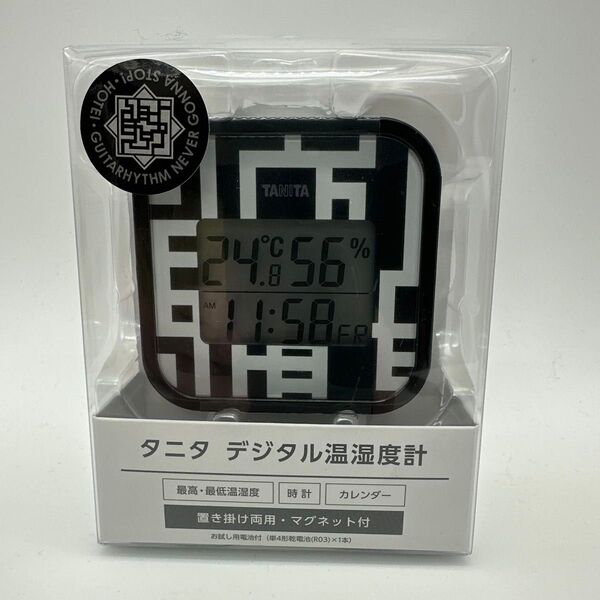 HOTEI・GUITARHYTHM NEVER GONNA STOP!・
TANITA
24.8℃ 56%
AM 11:58 FR
タニタ デジタル温湿度計
最高・最低温湿度 時計 カレンダー
置き掛け両用・マグネット付
お試し用電池付(単4形乾電池(R03)×1本)